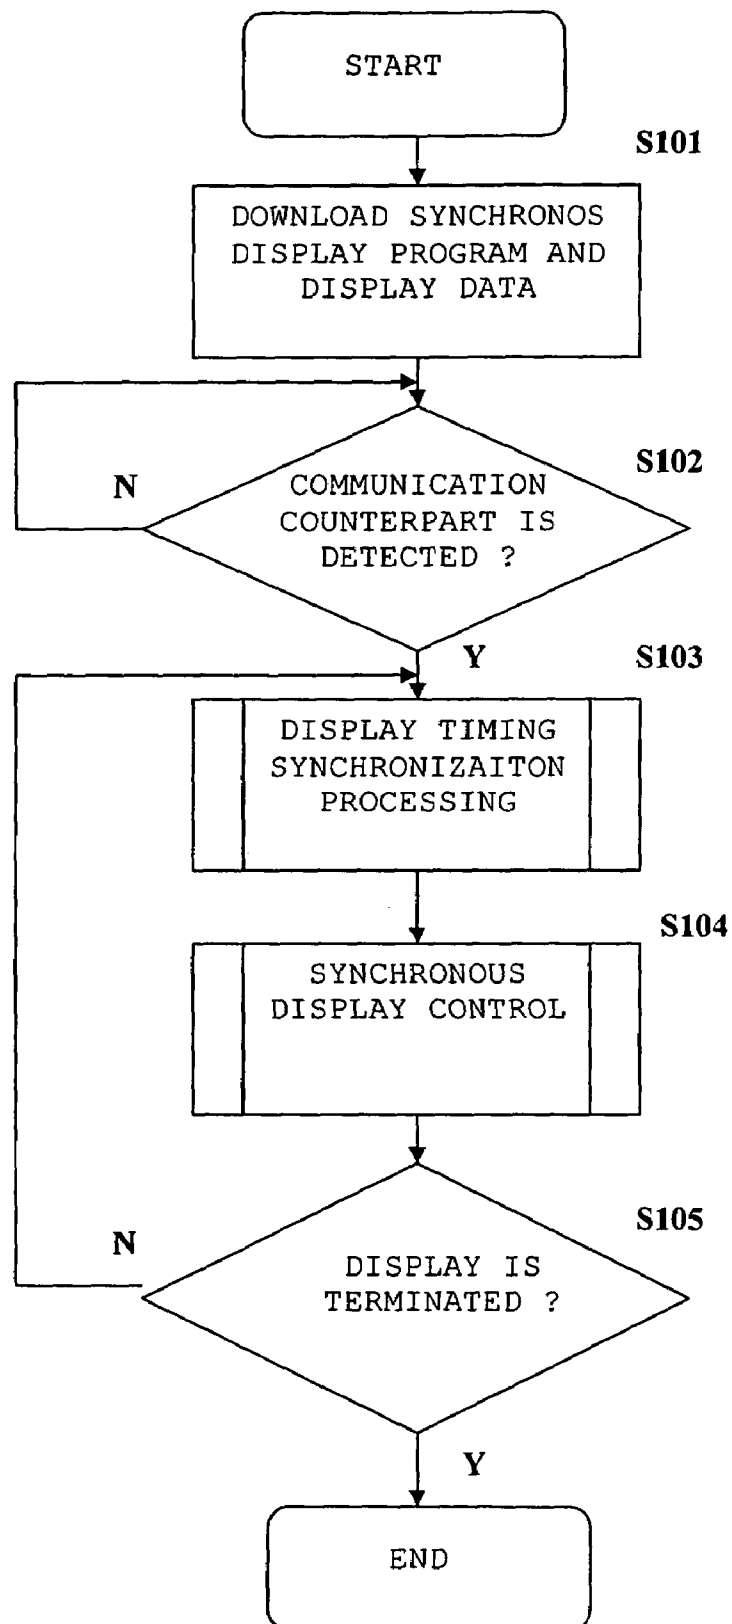 START
S101
DOWNLOAD SYNCHRONOS
DISPLAY PROGRAM AND
DISPLAY DATA
S102
N
COMMUNICATION
COUNTERPART IS
DETECTED ?
Y
S103
DISPLAY TIMING
SYNCHRONIZAITON
PROCESSING
S104
SYNCHRONOUS
DISPLAY CONTROL
S105
N
DISPLAY IS
TERMINATED ?
Y
END